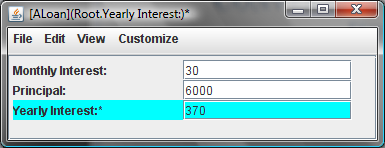 [ALoan](Root.Yearly Interest:)*
File Edit View Customize
Monthly Interest: 30
Principal: 6000
Yearly Interest:* 370